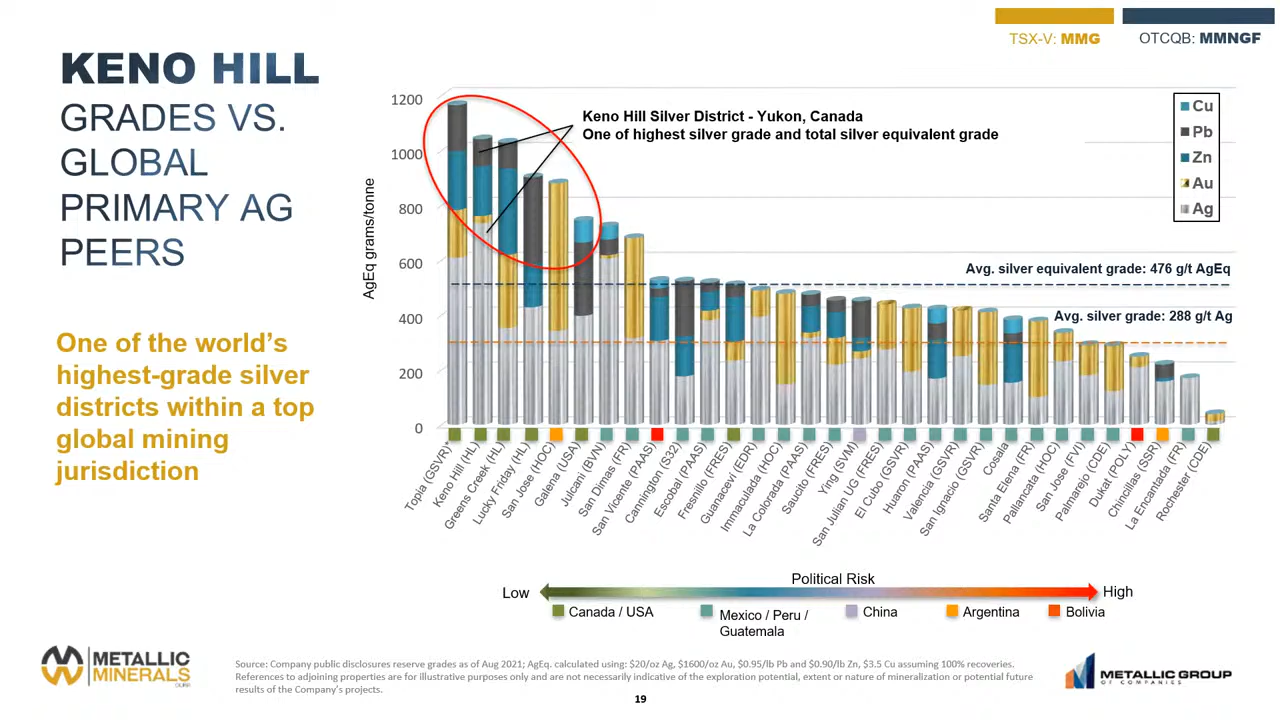 TSX-V: MMG
OTCQB: MMNGF
KENO HILL
GRADES VS.
GLOBAL
PRIMARY AG
PEERS
One of the world's
highest-grade silver
districts within a top
global mining
jurisdiction
AgEq grams/tonne
1200
1000
800
600
400
200
0
Keno Hill Silver District - Yukon, Canada
One of highest silver grade and total silver equivalent grade
Cu
Pb
Zn
Au
Ag
Avg. silver equivalent grade: 476 g/t AgEq
Avg. silver grade: 288 g/t Ag
Topia (GSVR)
Keno Hill (HL)
Greens Creek (HL)
Lucky Friday (HL)
San Jose (HOC)
Galena (USA)
Julcani (BVN)
San Dimas (FR)
San Vicente (PAAS)
Cannington (S32)
Escobal (PAAS)
Fresnillo (FRES)
Guanacevi (EDR)
Immaculada (HOC)
La Colorada (PAAS)
Saucito (FRES)
Ying (SVM)
San Julian UG (FRES)
El Cubo (GSVR)
Huaron (PAAS)
Valencia (GSVR)
San Ignacio (GSVR)
Cosala
Santa Elena (FR)
Pallancata (HOC)
San Jose (FVI)
Palmarejo (CDE)
Dukat (POLY)
Chincillas (SSR)
La Encantada (FR)
Rochester (CDE)
Political Risk
Low
High
Canada / USA
Mexico / Peru /
Guatemala
China
Argentina
Bolivia
METALLIC
MINERALS
CORP.
Source: Company public disclosures reserve grades as of Aug 2021; AgEq. calculated using: $20/oz Ag, $1600/oz Au, $0.95/lb Pb and $0.90/lb Zn, $3.5 Cu assuming 100% recoveries.
References to adjoining properties are for illustrative purposes only and are not necessarily indicative of the exploration potential, extent or nature of mineralization or potential future
results of the Company's projects.
METALLIC GROUP
OF COMPANIES
19